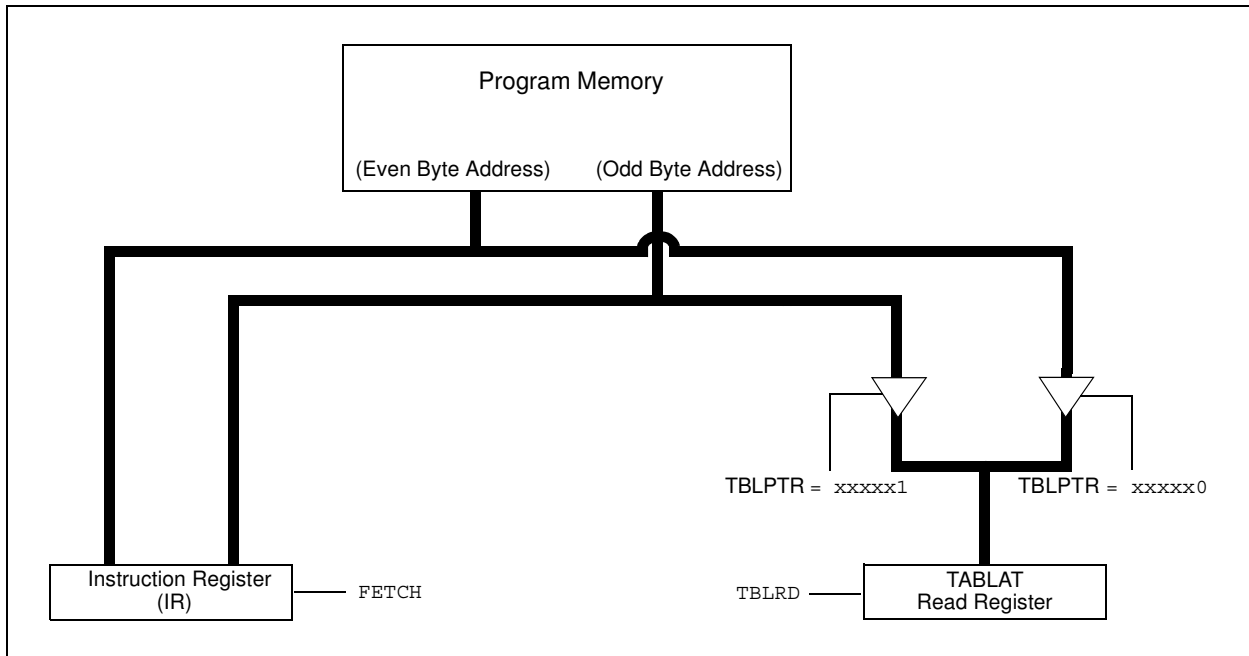 Program Memory
(Even Byte Address) (Odd Byte Address)
TBLPTR = xxxxx1 TBLPTR = xxxxx0
Instruction Register
(IR)
FETCH
TBLRD
TABLAT
Read Register